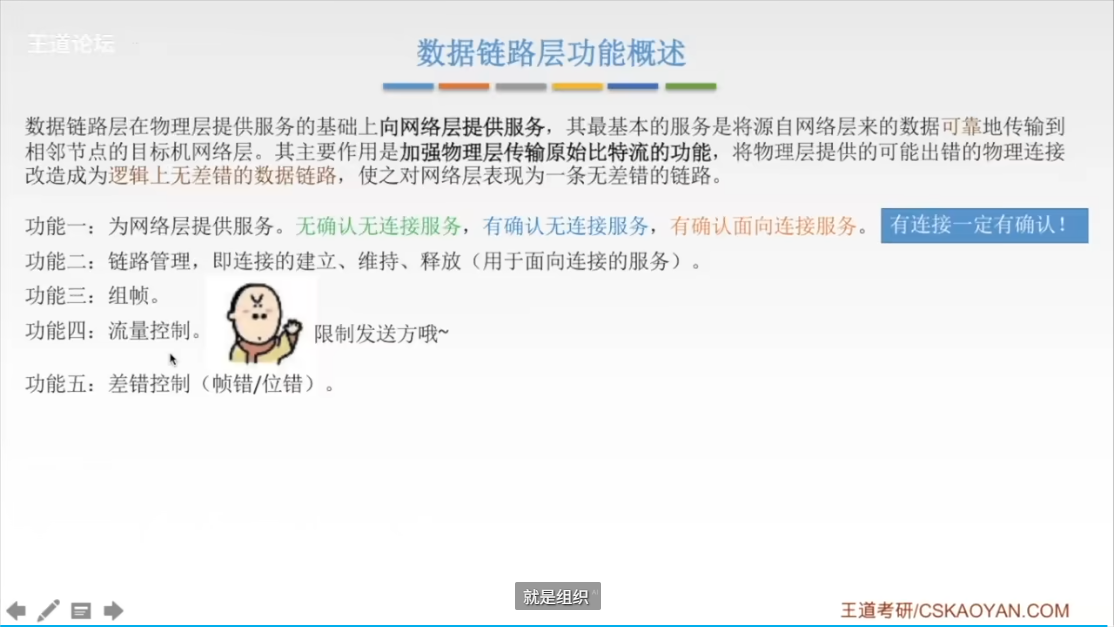 王道论坛
数据链路层功能概述
数据链路层在物理层提供服务的基础上向网络层提供服务，其最基本的服务是将源自网络层来的数据可靠地传输到
相邻节点的目标机网络层。其主要作用是加强物理层传输原始比特流的功能，将物理层提供的可能出错的物理连接
改造成为逻辑上无差错的数据链路，使之对网络层表现为一条无差错的链路。
功能一：为网络层提供服务。无确认无连接服务，有确认无连接服务，有确认面向连接服务。 有连接一定有确认！
功能二：链路管理，即连接的建立、维持、释放（用于面向连接的服务）。
功能三：组帧。
功能四：流量控制。 限制发送方哦~
功能五：差错控制（帧错/位错）。
就是组织
王道考研/CSKAOYAN.COM